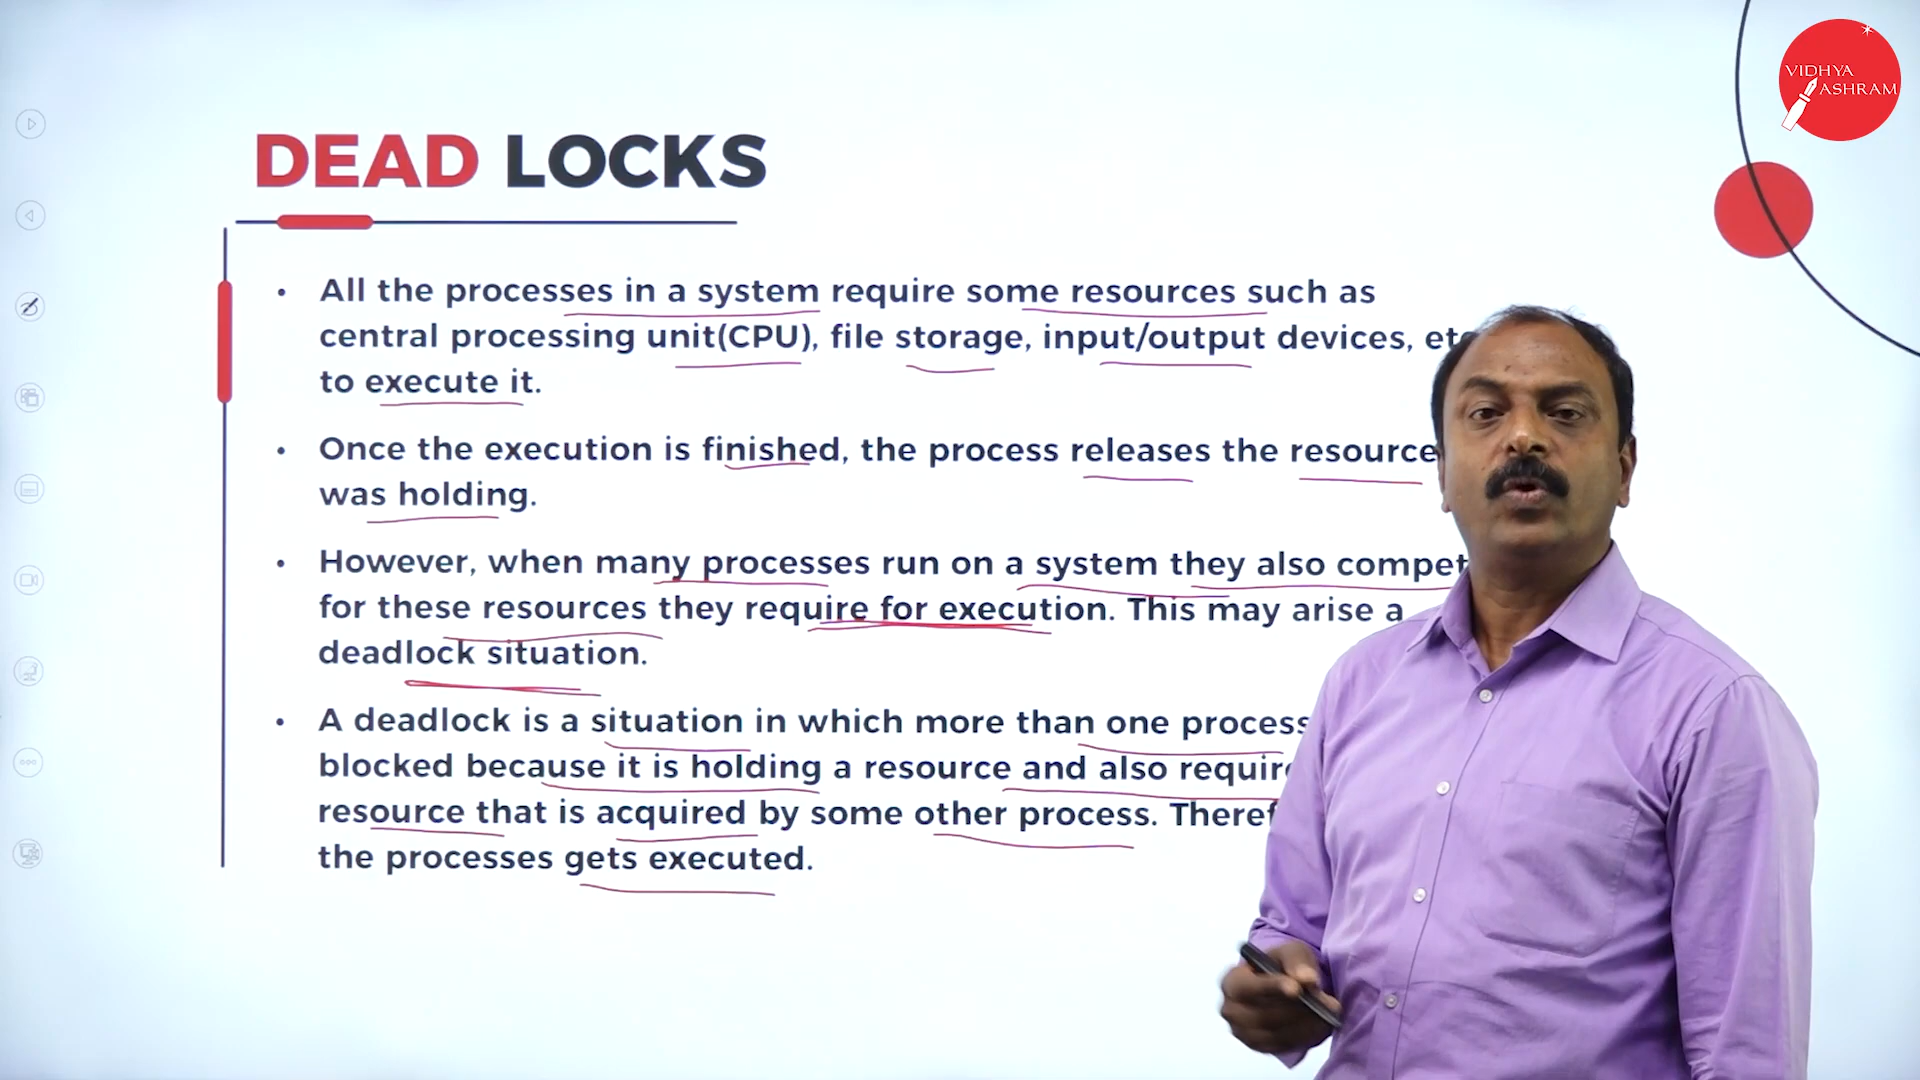 VIDHYA
ASHRAM
DEAD LOCKS
• All the processes in a system require some resources such as
central processing unit(CPU), file storage, input/output devices,
to execute it.
• Once the execution is finished, the process releases the resource
was holding.
• However, when many processes run on a system they also
for these resources they require for execution. This may arise a
deadlock situation.
• A deadlock is a situation in which more than one process
blocked because it is holding a resource and also
resource that is acquired by some other process.
the processes gets executed.